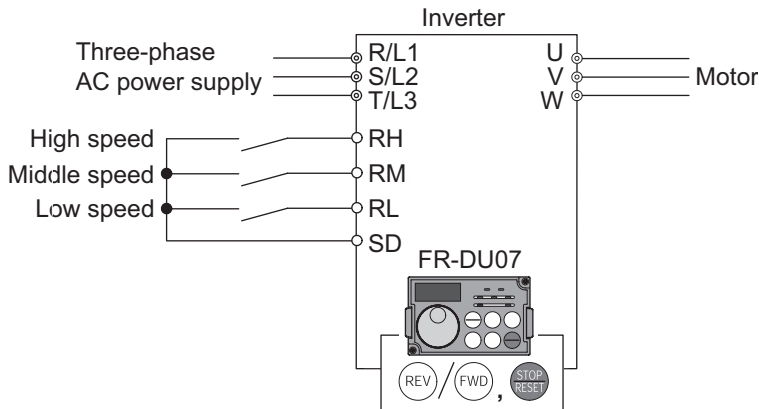 Inverter
Three-phase
AC power supply
R/L1
S/L2
T/L3
U
V
W
Motor
High speed
RH
Middle speed
RM
Low speed
RL
SD
FR-DU07
REV / FWD , STOP RESET